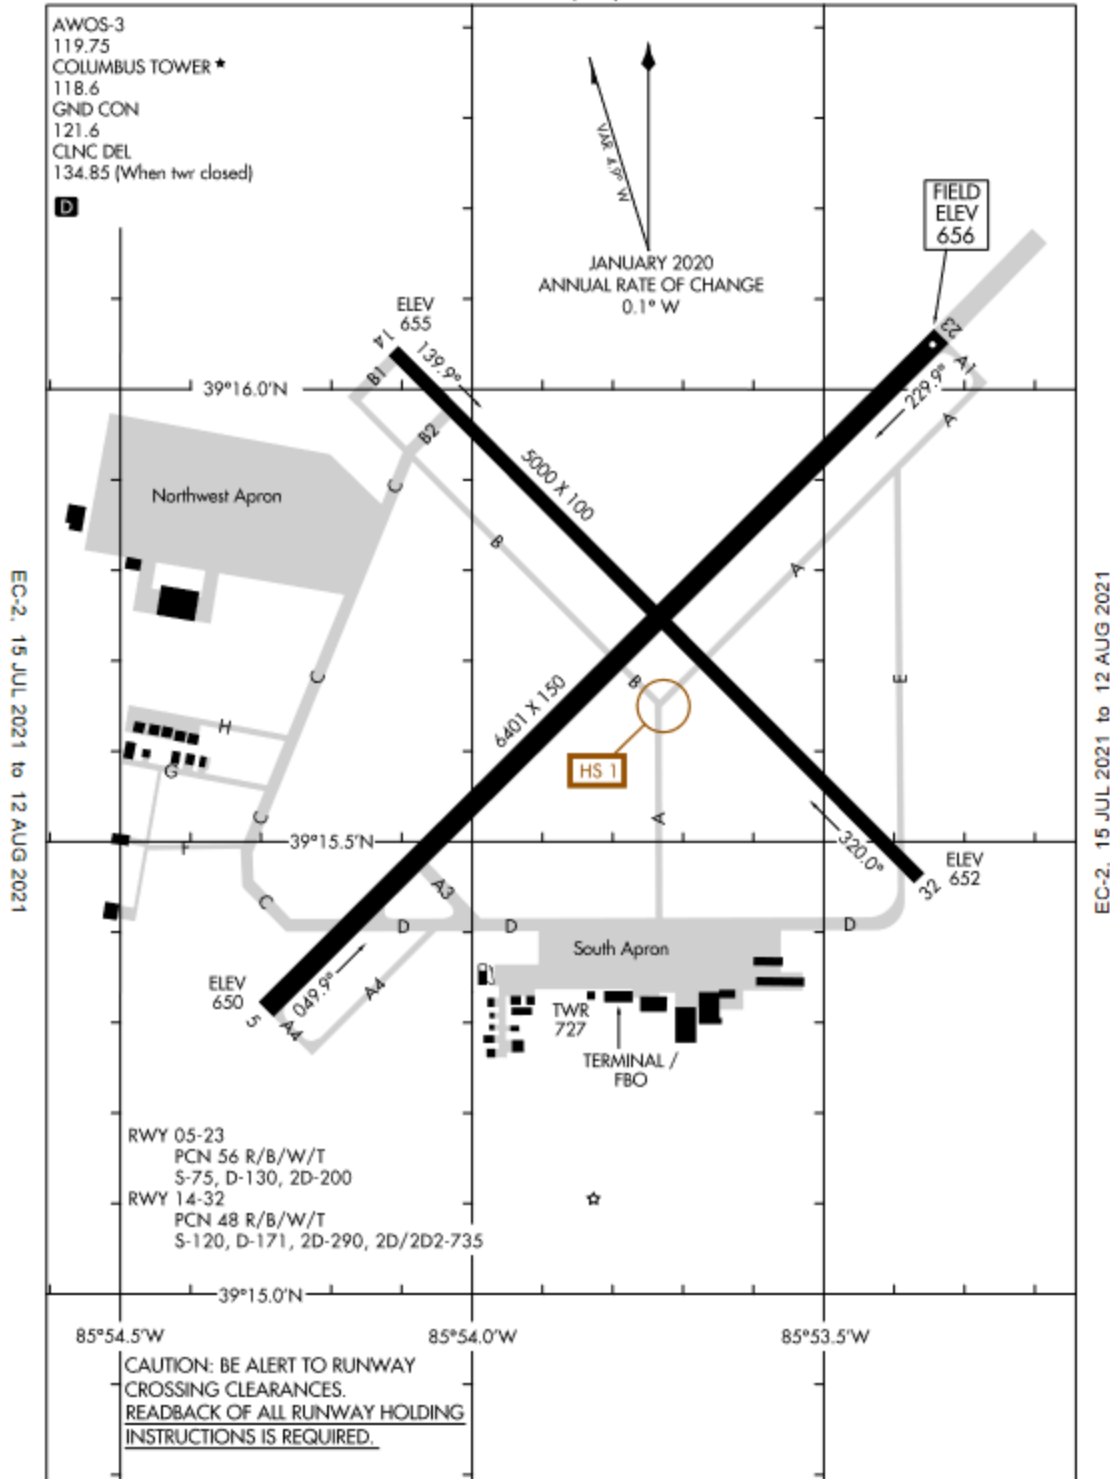 AWOS-3
119.75
COLUMBUS TOWER ★
118.6
GND CON
121.6
CLNC DEL
134.85 (When twr closed)
D
VAR 4.9° W
JANUARY 2020
ANNUAL RATE OF CHANGE
0.1° W
FIELD
ELEV
656
ELEV
655
14
139.9°
23
A1
229.9°
A
B1
39°16.0'N
B2
C
5000 X 100
Northwest Apron
B
A
C
B
E
6401 X 150
HS 1
H
G
C
A
F
39°15.5'N
320.0°
32
ELEV
652
A3
C
D
D
D
South Apron
ELEV
650
049.9°
A4
5
A4
TWR
727
TERMINAL /
FBO
RWY 05-23
PCN 56 R/B/W/T
S-75, D-130, 2D-200
RWY 14-32
PCN 48 R/B/W/T
S-120, D-171, 2D-290, 2D/2D2-735
39°15.0'N
85°54.5'W
85°54.0'W
85°53.5'W
CAUTION: BE ALERT TO RUNWAY
CROSSING CLEARANCES.
READBACK OF ALL RUNWAY HOLDING
INSTRUCTIONS IS REQUIRED.
EC-2, 15 JUL 2021 to 12 AUG 2021
EC-2, 15 JUL 2021 to 12 AUG 2021